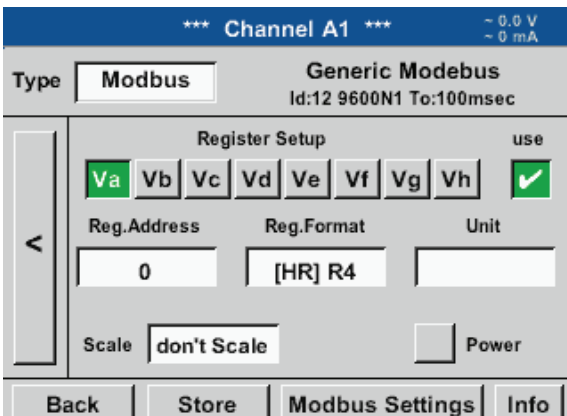 *** Channel A1 ***
~ 0.0 V
~ 0 mA
Type Modbus
Generic Modebus
Id:12 9600N1 To:100msec
Register Setup use
Va Vb Vc Vd Ve Vf Vg Vh ✔
<
Reg.Address Reg.Format Unit
0 [HR] R4
Scale don't Scale Power
Back Store Modbus Settings Info